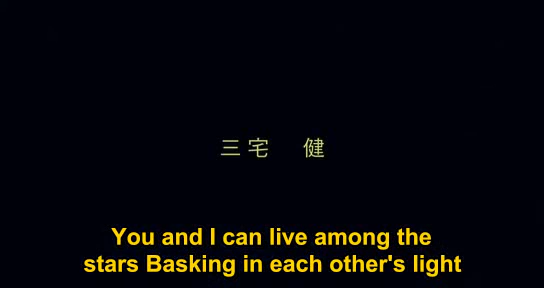 三宅 健
You and I can live among the
stars Basking in each other's light